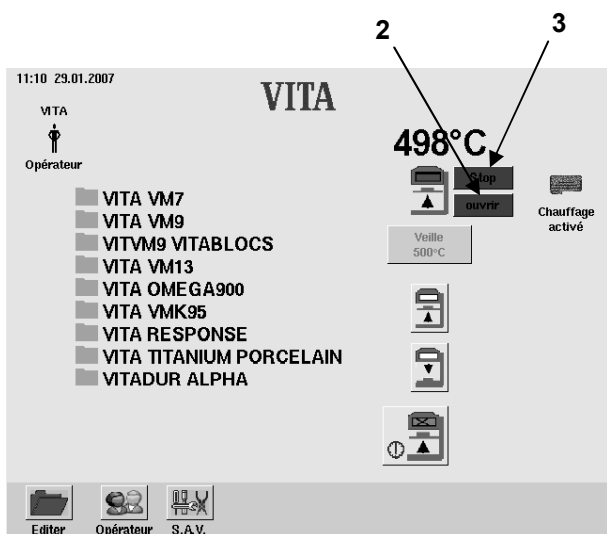 2 3
11:10 29.01.2007
VITA
VITA
Opérateur
498°C
Stop
ouvrir
Chauffage
activé
Veille
500°C
VITA VM7
VITA VM9
VITVM9 VITABLOCS
VITA VM13
VITA OMEGA900
VITA VMK95
VITA RESPONSE
VITA TITANIUM PORCELAIN
VITADUR ALPHA
Editer Opérateur S.A.V.